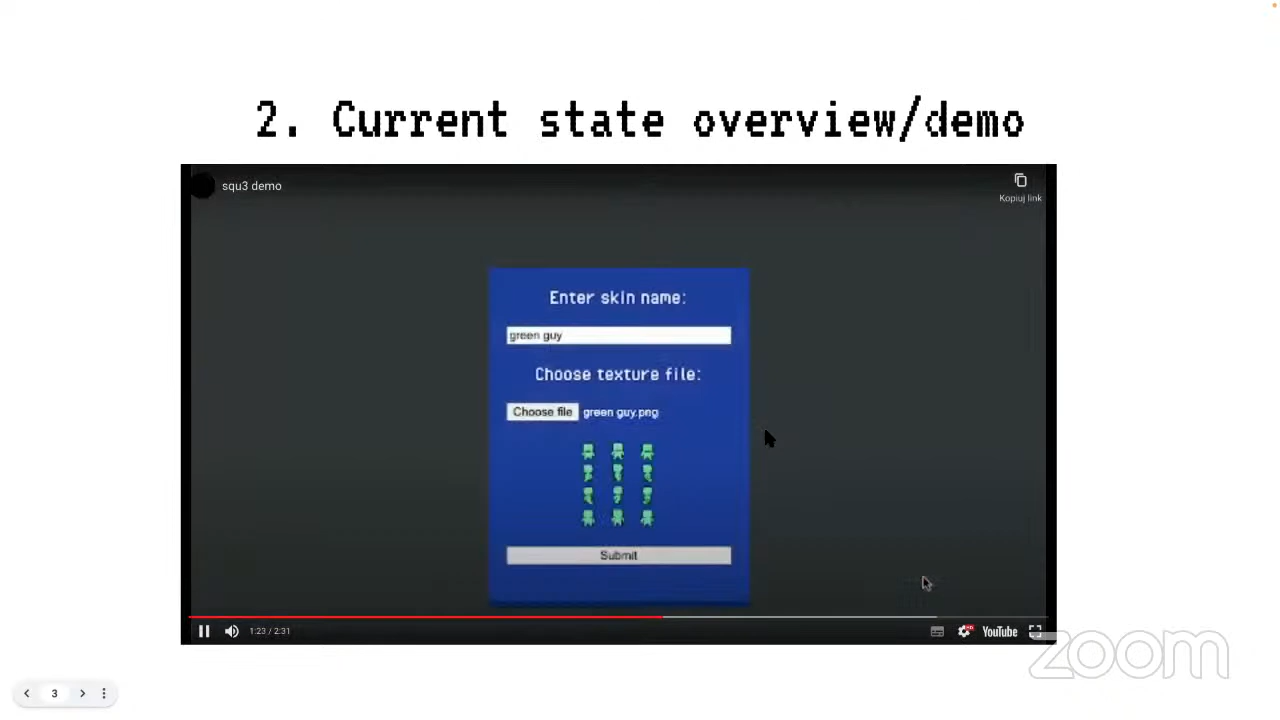 2. Current state overview/demo
squ3 demo
Kopiuj link
Enter skin name:
green guy
Choose texture file:
Choose file green guy.png
Submit
1:23 / 2:31
HD
YouTube
zoom
3